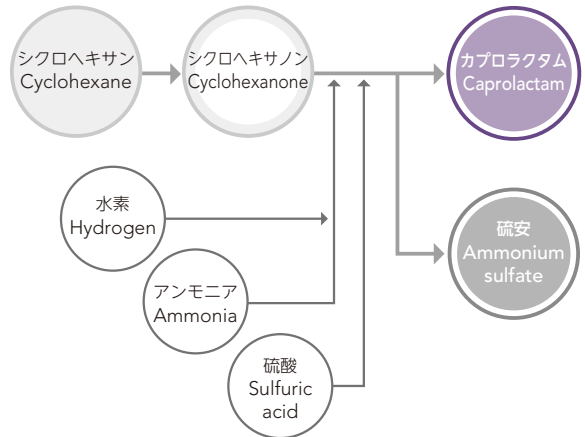 シクロヘキサン
Cyclohexane
シクロヘキサノン
Cyclohexanone
カプロラクタム
Caprolactam
水素
Hydrogen
硫安
Ammonium
sulfate
アンモニア
Ammonia
硫酸
Sulfuric
acid